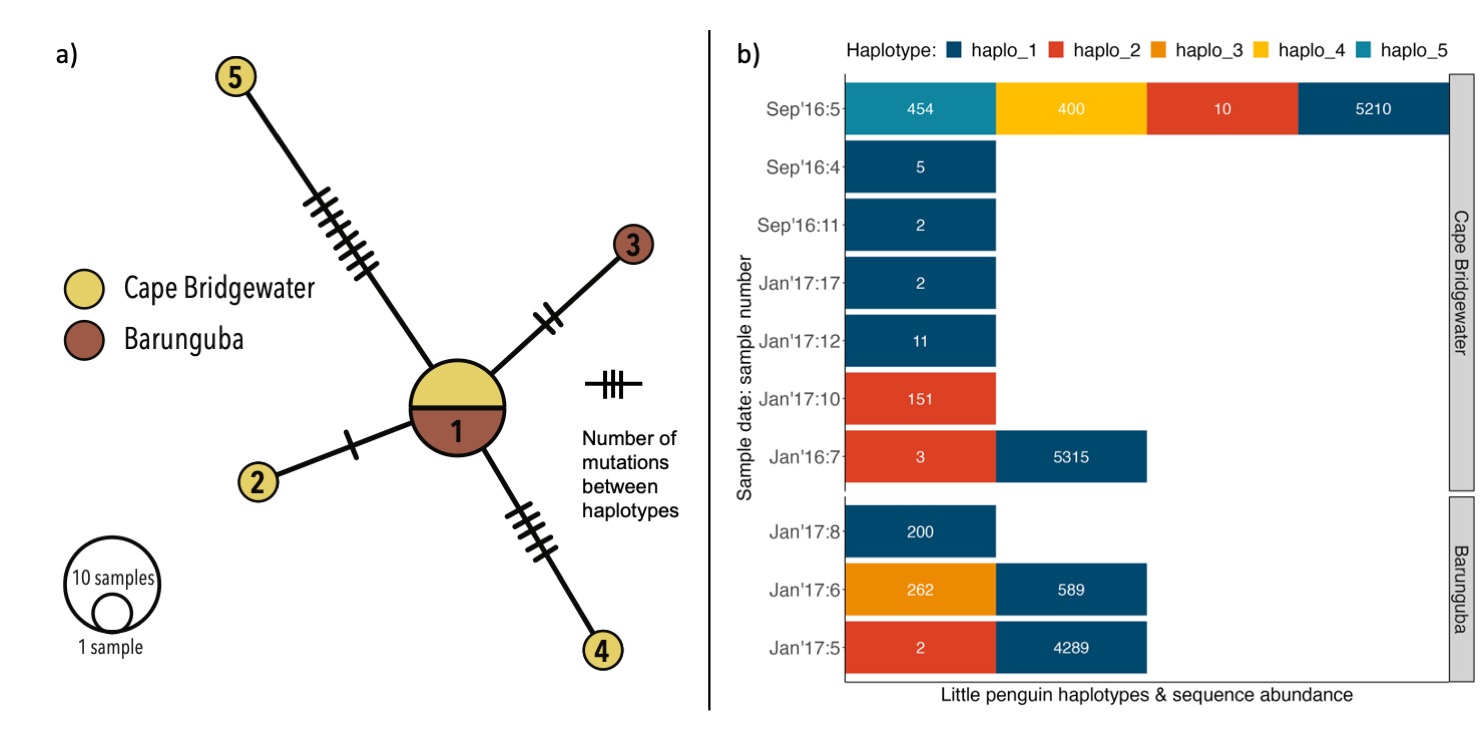 a)
5
3
Cape Bridgewater
Barunguba
1
2
Number of
mutations
between
haplotypes
10 samples
1 sample
4
b)
Haplotype: haplo_1 haplo_2 haplo_3 haplo_4 haplo_5
Sample date: sample number
Sep'16:5 454 400 10 5210
Sep'16:4 5
Sep'16:11 2
Jan'17:17 2
Jan'17:12 11
Jan'17:10 151
Jan'16:7 3 5315
Cape Bridgewater
Jan'17:8 200
Jan'17:6 262 589
Jan'17:5 2 4289
Barunguba
Little penguin haplotypes & sequence abundance